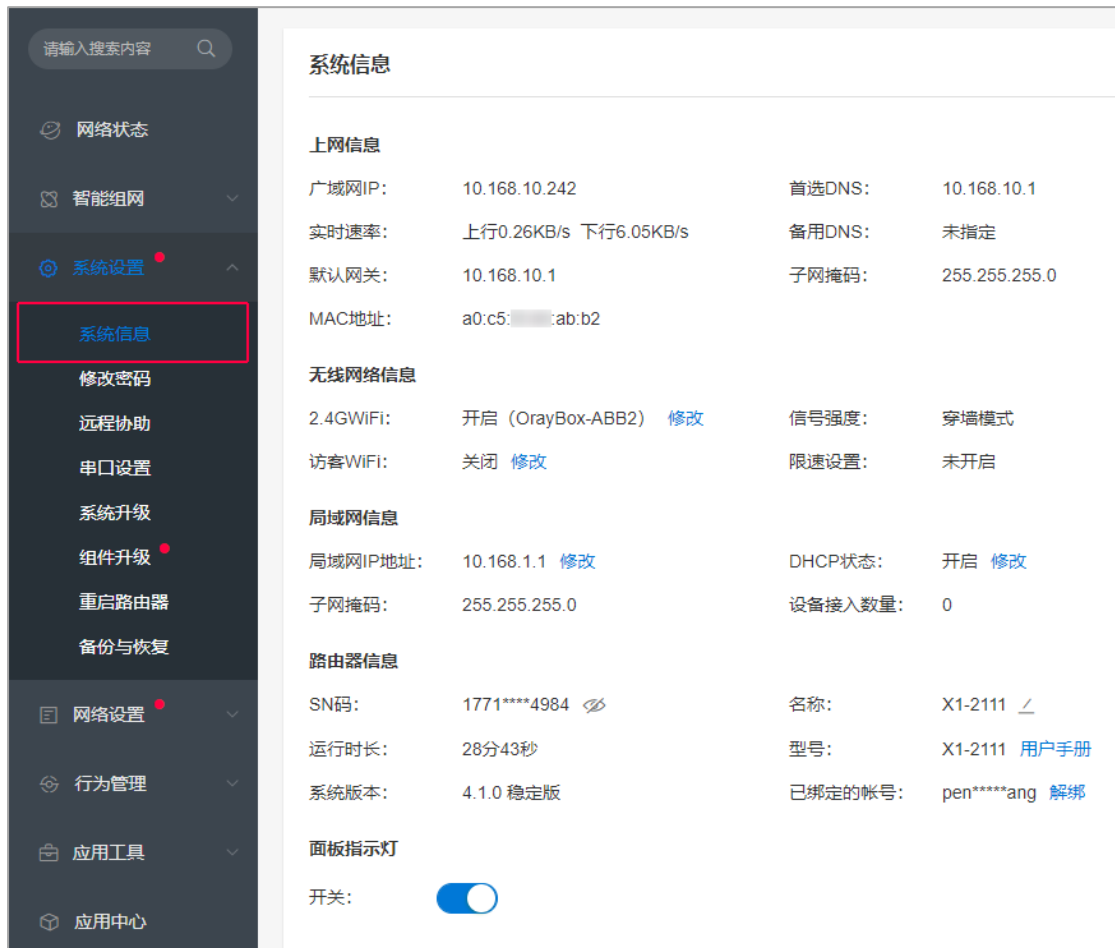 请输入搜索内容
网络状态
智能组网
系统设置
系统信息
修改密码
远程协助
串口设置
系统升级
组件升级
重启路由器
备份与恢复
网络设置
行为管理
应用工具
应用中心
系统信息
上网信息
广域网IP: 10.168.10.242 首选DNS: 10.168.10.1
实时速率: 上行0.26KB/s 下行6.05KB/s 备用DNS: 未指定
默认网关: 10.168.10.1 子网掩码: 255.255.255.0
MAC地址: a0:c5: :ab:b2
无线网络信息
2.4GWiFi: 开启（OrayBox-ABB2） 修改 信号强度: 穿墙模式
访客WiFi: 关闭 修改 限速设置: 未开启
局域网信息
局域网IP地址: 10.168.1.1 修改 DHCP状态: 开启 修改
子网掩码: 255.255.255.0 设备接入数量: 0
路由器信息
SN码: 1771****4984 名称: X1-2111
运行时长: 28分43秒 型号: X1-2111 用户手册
系统版本: 4.1.0 稳定版 已绑定的帐号: pen*****ang 解绑
面板指示灯
开关: